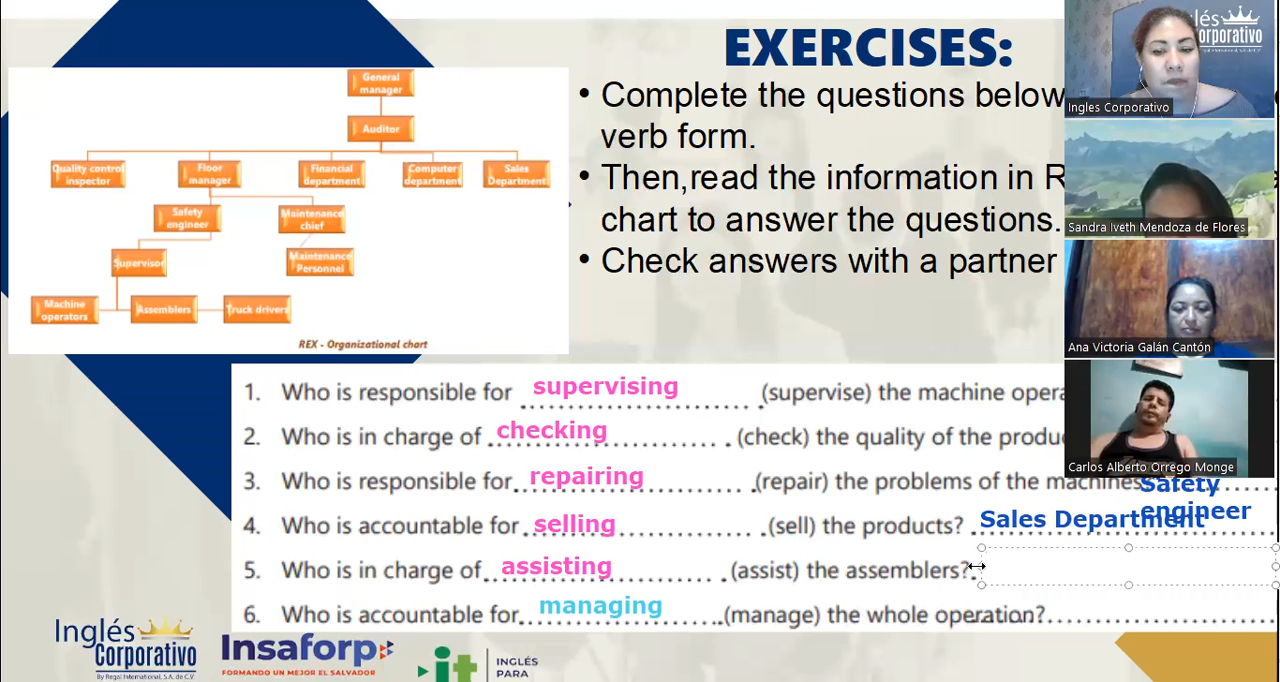 EXERCISES:
• Complete the questions below
verb form.
• Then,read the information in R
chart to answer the questions.
• Check answers with a partner
General
manager
Auditor
Quality control
inspector
Floor
manager
Financial
department
Computer
department
Sales
Department
Safety
engineer
Maintenance
chief
Supervisor
Maintenance
Personnel
Machine
operators
Assemblers
Truck drivers
REX - Organizational chart
Ingles Corporativo
Sandra Iveth Mendoza de Flores
Ana Victoria Galán Cantón
Carlos Alberto Orrego Monge
1. Who is responsible for supervising (supervise) the machine opera
2. Who is in charge of checking (check) the quality of the produ
3. Who is responsible for repairing (repair) the problems of the machines Safety engineer
4. Who is accountable for selling (sell) the products? Sales Department
5. Who is in charge of assisting (assist) the assemblers?
6. Who is accountable for managing (manage) the whole operation?
Inglés
Corporativo
By Regal International, S.A. de C.V.
Insaforp
FORMANDO UN MEJOR EL SALVADOR
it
INGLÉS
PARA